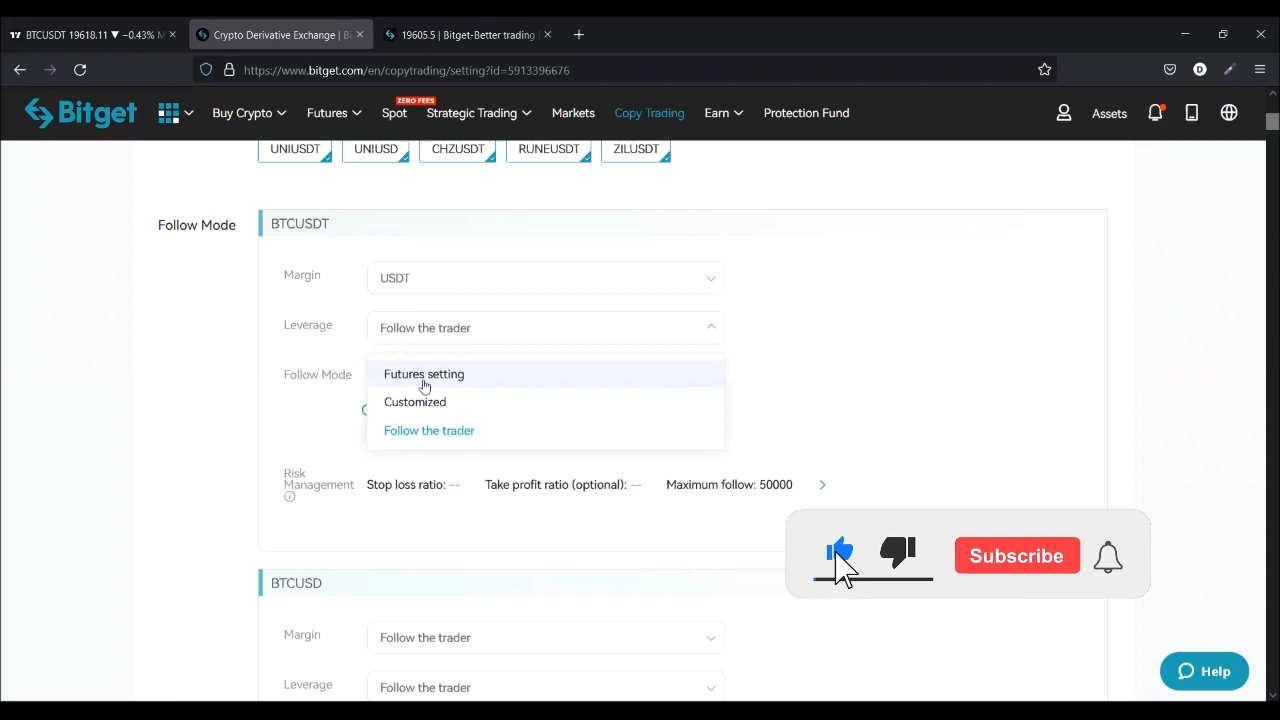 BTCUSDT 19618.11 ▼ −0.43%
Crypto Derivative Exchange |
19605.5 | Bitget-Better trading
https://www.bitget.com/en/copytrading/setting?id=5913396676
D
Bitget
Buy Crypto
Futures
Spot
ZERO FEES
Strategic Trading
Markets
Copy Trading
Earn
Protection Fund
Assets
UNIUSDT
UNIUSD
CHZUSDT
RUNEUSDT
ZILUSDT
Follow Mode
BTCUSDT
Margin
USDT
Leverage
Follow the trader
Follow Mode
Futures setting
Customized
Follow the trader
Risk
Management
Stop loss ratio: --
Take profit ratio (optional): --
Maximum follow: 50000
Subscribe
BTCUSD
Margin
Follow the trader
Leverage
Follow the trader
Help